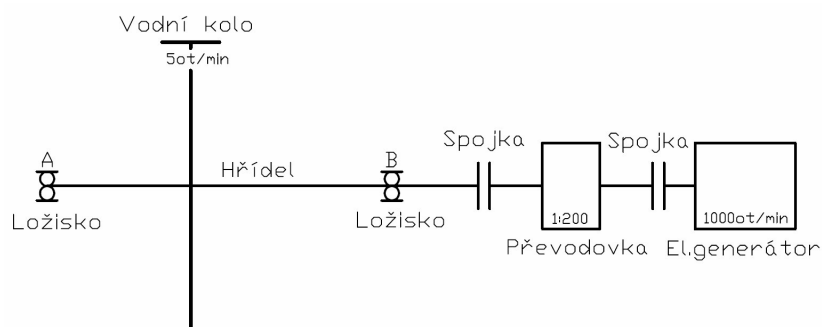 Vodní kolo
5ot/min
A
Hřídel
B
Spojka
Spojka
Ložisko
Ložisko
1:200
1000ot/min
Převodovka
El.generátor